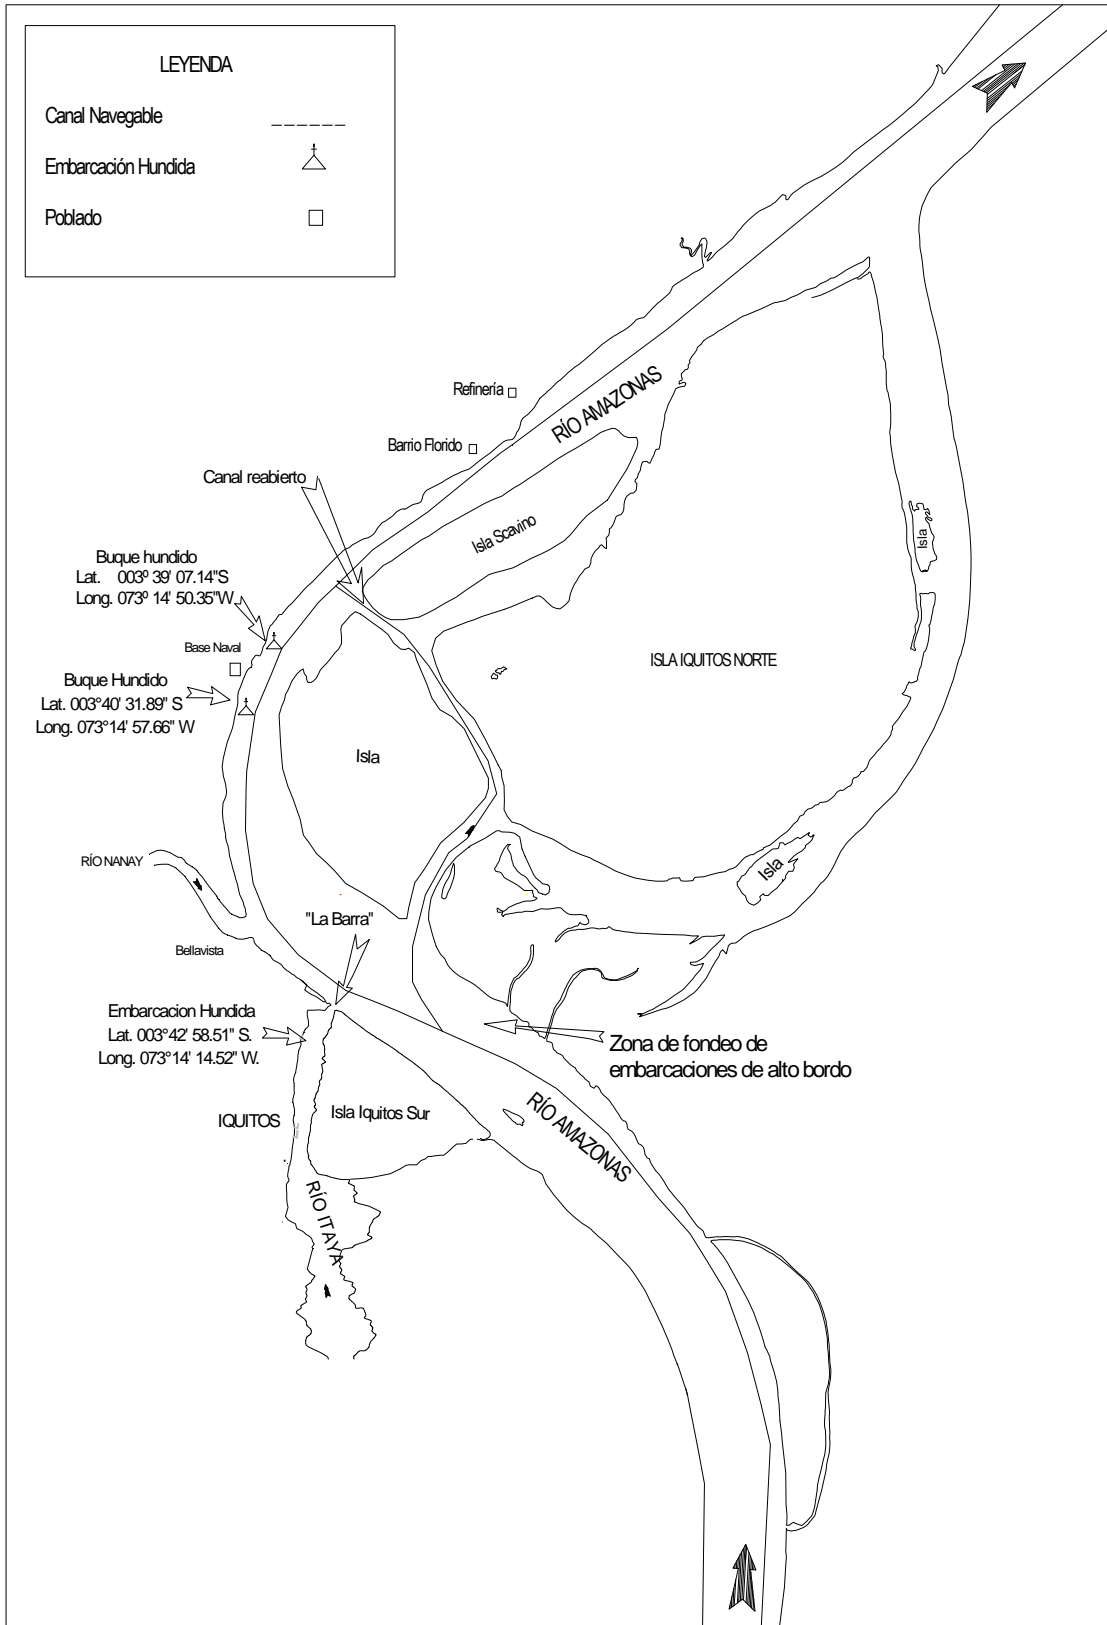 LEYENDA
Canal Navegable
Embarcación Hundida
Poblado
Refinería
RÍO AMAZONAS
Barrio Florido
Canal reabierto
Isla Scavino
Isla
Buque hundido
Lat. 003º 39' 07.14"S
Long. 073º 14' 50.35"W
Base Naval
ISLA IQUITOS NORTE
Buque Hundido
Lat. 003°40' 31.89" S
Long. 073°14' 57.66" W
Isla
RÍO NANAY
Isla
"La Barra"
Bellavista
Embarcacion Hundida
Lat. 003°42' 58.51" S.
Long. 073°14' 14.52" W.
Zona de fondeo de
embarcaciones de alto bordo
IQUITOS
Isla Iquitos Sur
RÍO AMAZONAS
RÍO ITAYA